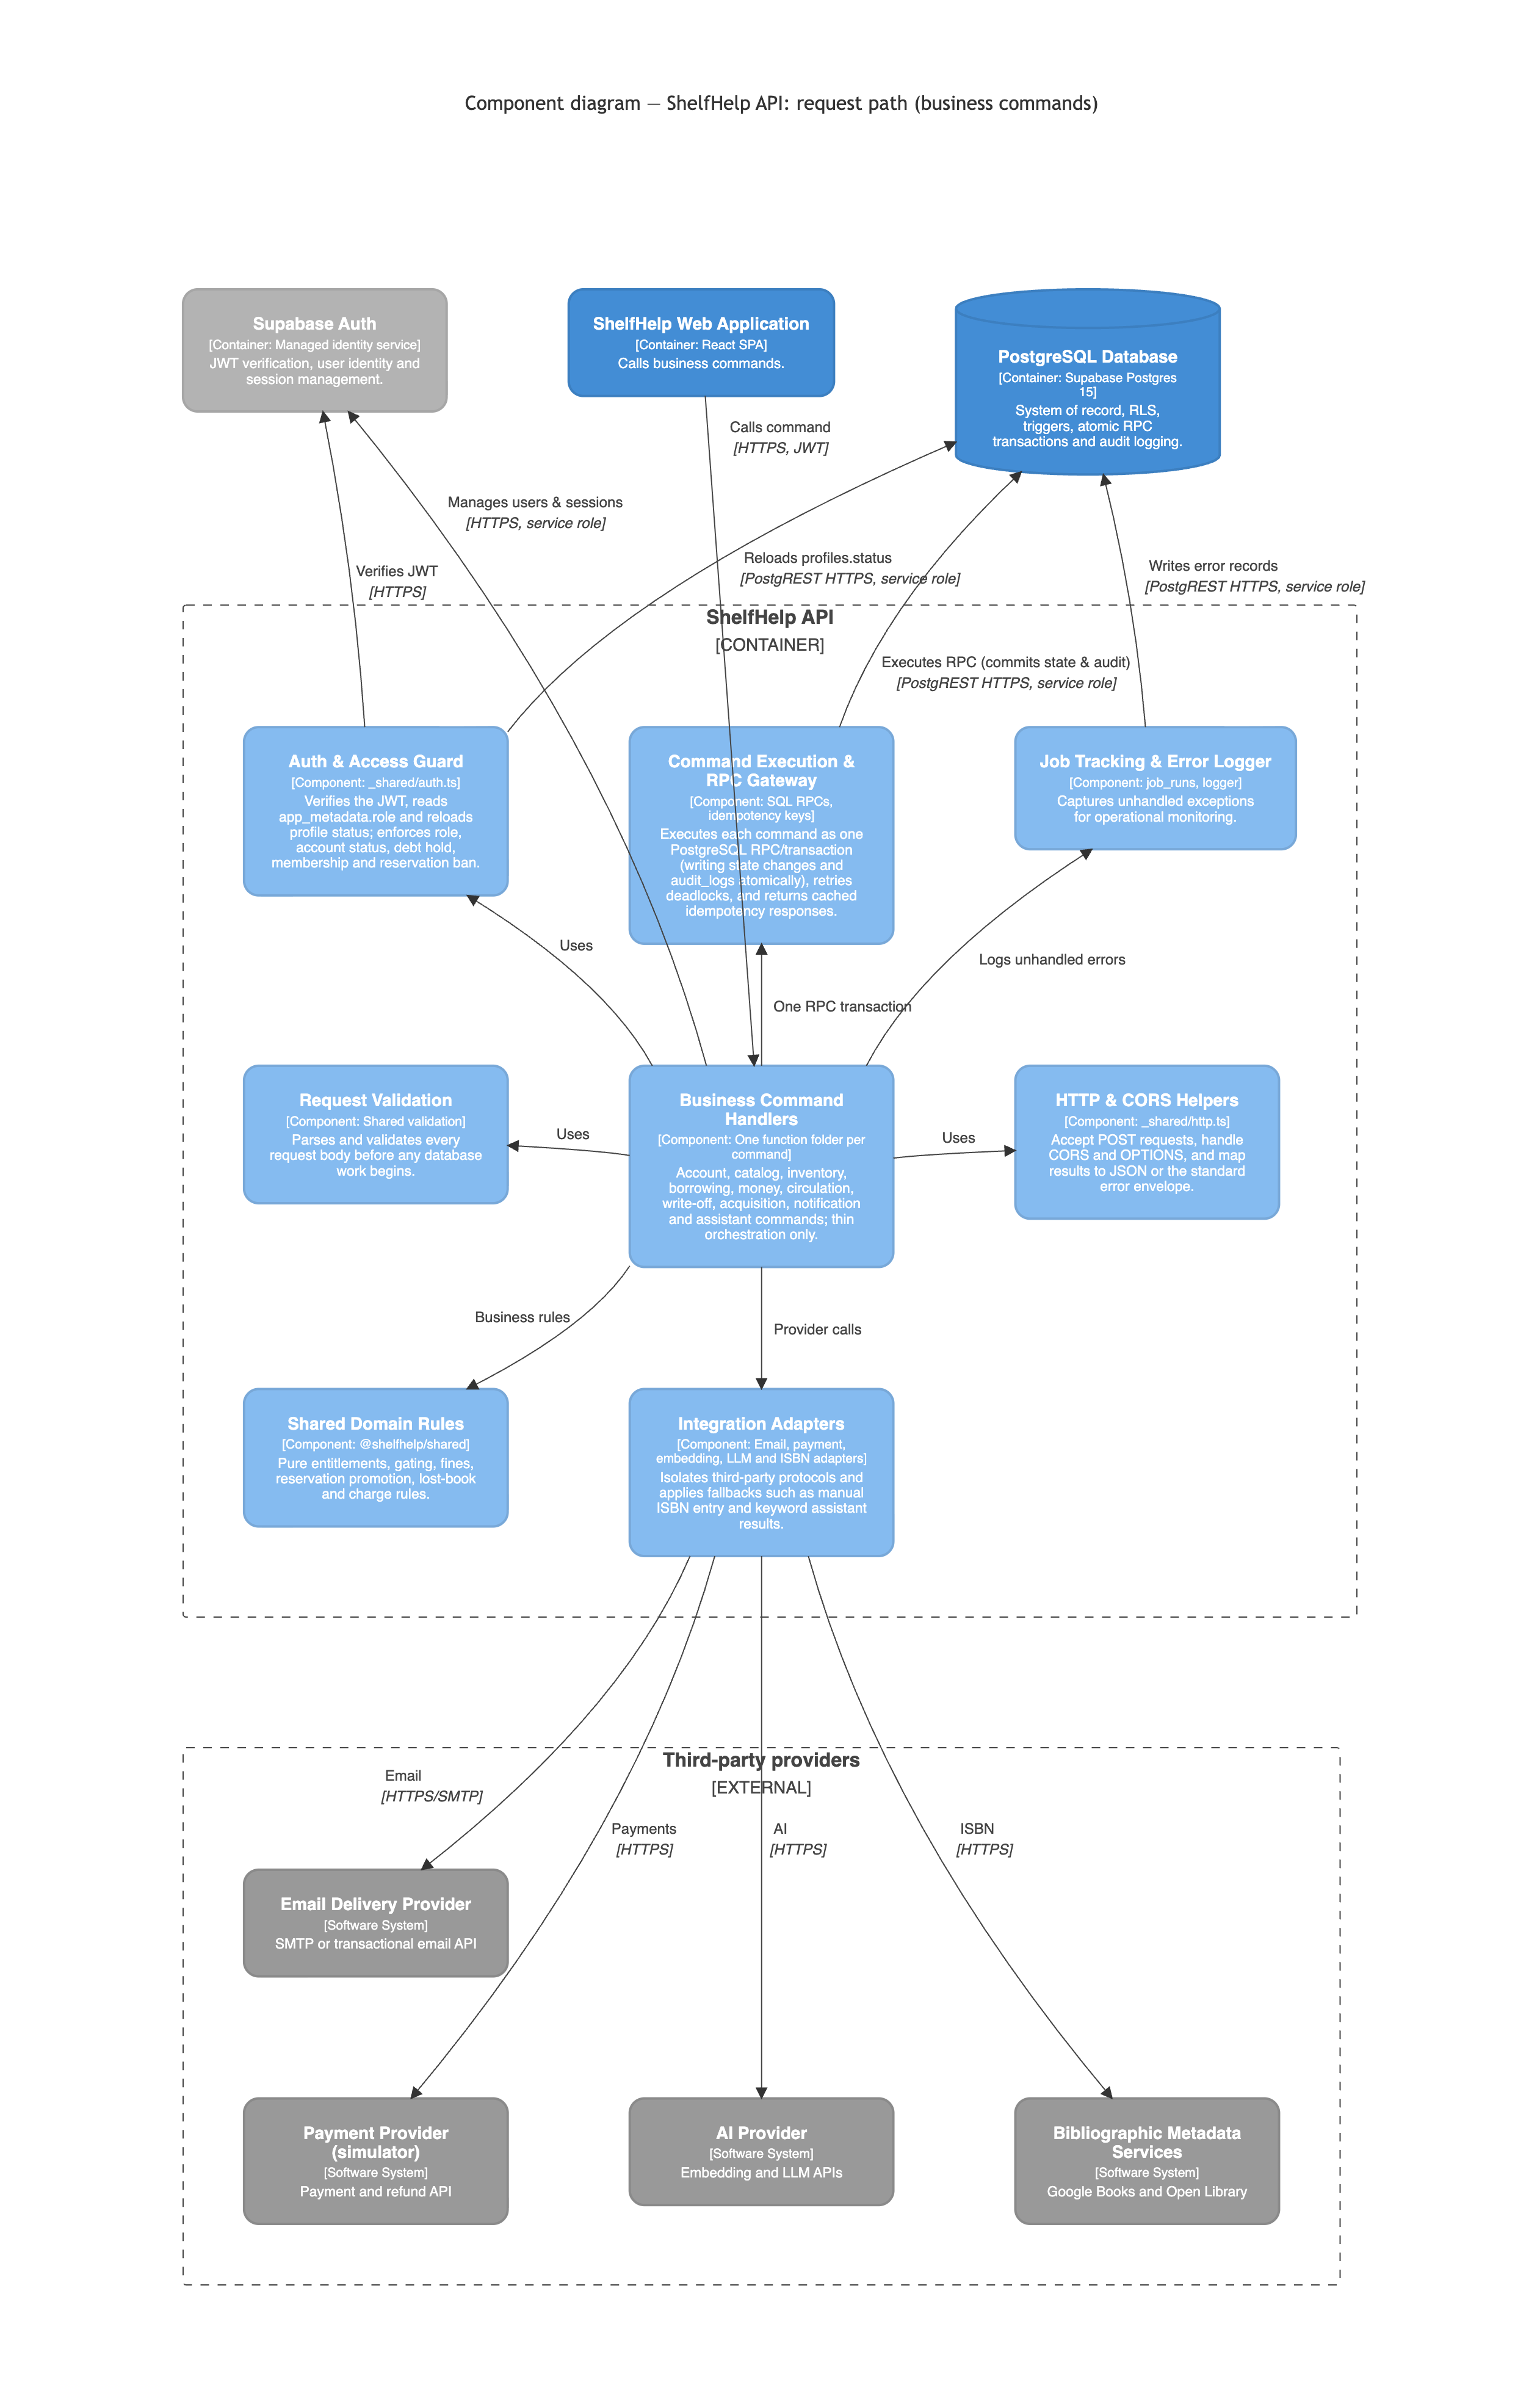 Component diagram — ShelfHelp API: request path (business commands)
Supabase Auth
[Container: Managed identity service]
JWT verification, user identity and
session management.
ShelfHelp Web Application
[Container: React SPA]
Calls business commands.
PostgreSQL Database
[Container: Supabase Postgres
15]
System of record, RLS,
triggers, atomic RPC
transactions and audit logging.
Calls command
[HTTPS, JWT]
Manages users & sessions
[HTTPS, service role]
Verifies JWT
[HTTPS]
Reloads profiles.status
[PostgREST HTTPS, service role]
Writes error records
[PostgREST HTTPS, service role]
ShelfHelp API
[CONTAINER]
Executes RPC (commits state & audit)
[PostgREST HTTPS, service role]
Auth & Access Guard
[Component: _shared/auth.ts]
Verifies the JWT, reads
app_metadata.role and reloads
profile status; enforces role,
account status, debt hold,
membership and reservation ban.
Command Execution &
RPC Gateway
[Component: SQL RPCs,
idempotency keys]
Executes each command as one
PostgreSQL RPC/transaction
(writing state changes and
audit_logs atomically), retries
deadlocks, and returns cached
idempotency responses.
Job Tracking & Error Logger
[Component: job_runs, logger]
Captures unhandled exceptions
for operational monitoring.
Uses
Logs unhandled errors
One RPC transaction
Request Validation
[Component: Shared validation]
Parses and validates every
request body before any database
work begins.
Uses
Business Command
Handlers
[Component: One function folder per
command]
Account, catalog, inventory,
borrowing, money, circulation,
write-off, acquisition, notification
and assistant commands; thin
orchestration only.
Uses
HTTP & CORS Helpers
[Component: _shared/http.ts]
Accept POST requests, handle
CORS and OPTIONS, and map
results to JSON or the standard
error envelope.
Business rules
Provider calls
Shared Domain Rules
[Component: @shelfhelp/shared]
Pure entitlements, gating, fines,
reservation promotion, lost-book
and charge rules.
Integration Adapters
[Component: Email, payment,
embedding, LLM and ISBN adapters]
Isolates third-party protocols and
applies fallbacks such as manual
ISBN entry and keyword assistant
results.
Third-party providers
[EXTERNAL]
Email
[HTTPS/SMTP]
Payments
[HTTPS]
AI
[HTTPS]
ISBN
[HTTPS]
Email Delivery Provider
[Software System]
SMTP or transactional email API
Payment Provider
(simulator)
[Software System]
Payment and refund API
AI Provider
[Software System]
Embedding and LLM APIs
Bibliographic Metadata
Services
[Software System]
Google Books and Open Library